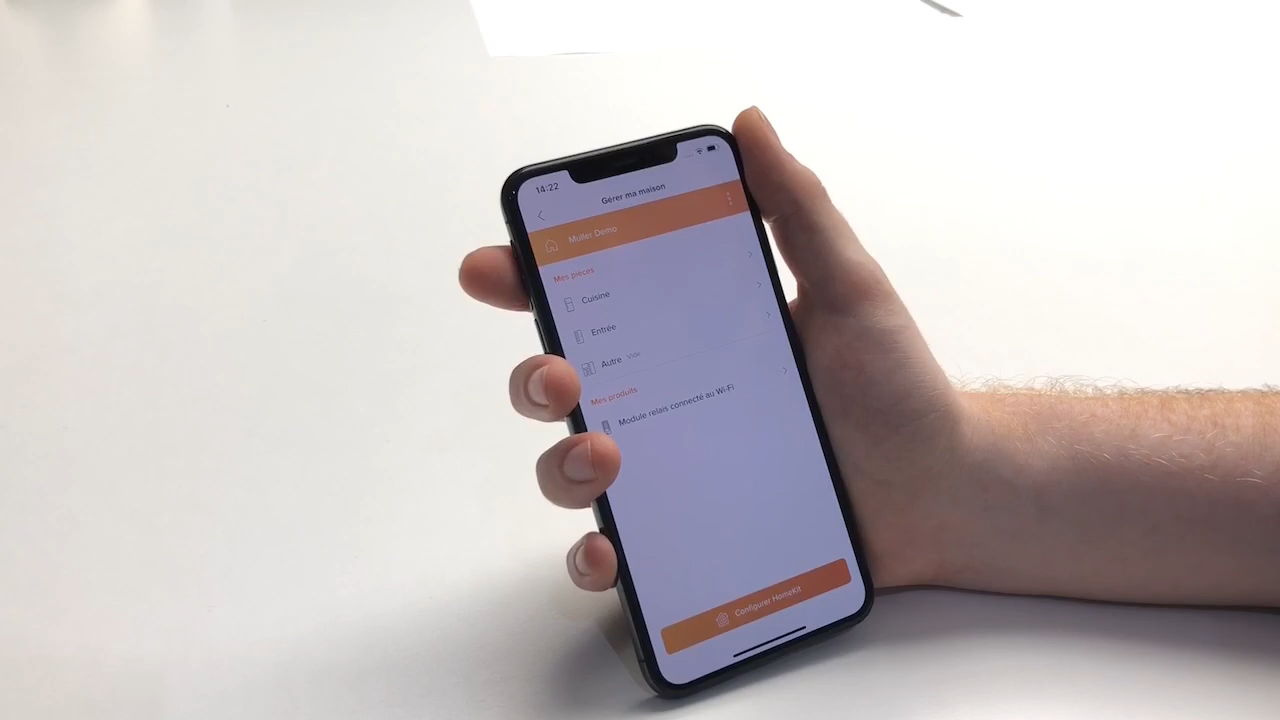 14:22
Gérer ma maison
Muller Demo
Mes pièces
Cuisine
Entrée
Autre Vide
Mes produits
Module relais connecté au Wi-Fi
Configurer HomeKit